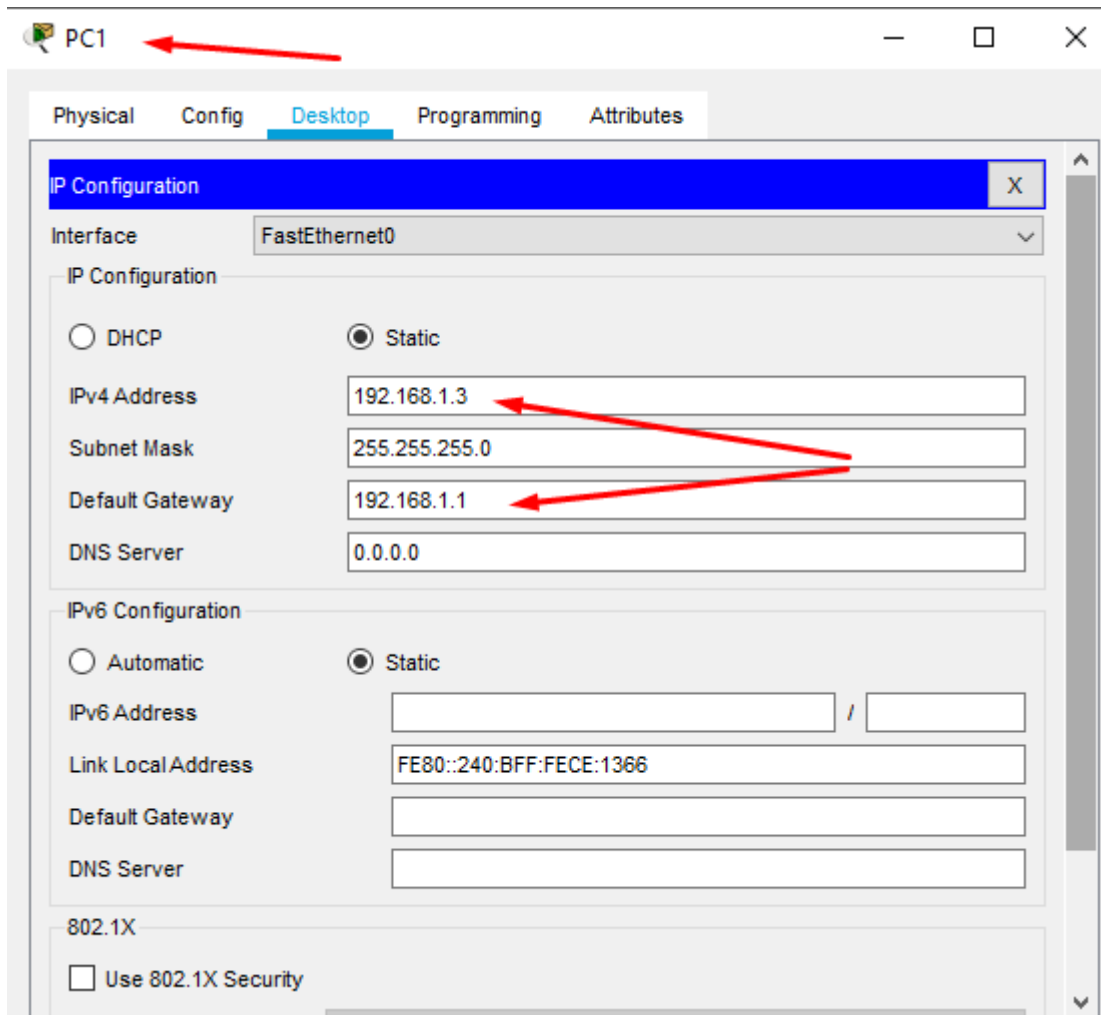 PC1
Physical Config Desktop Programming Attributes
IP Configuration X
Interface FastEthernet0
IP Configuration
DHCP Static
IPv4 Address 192.168.1.3
Subnet Mask 255.255.255.0
Default Gateway 192.168.1.1
DNS Server 0.0.0.0
IPv6 Configuration
Automatic Static
IPv6 Address /
Link Local Address FE80::240:BFF:FECE:1366
Default Gateway
DNS Server
802.1X
Use 802.1X Security